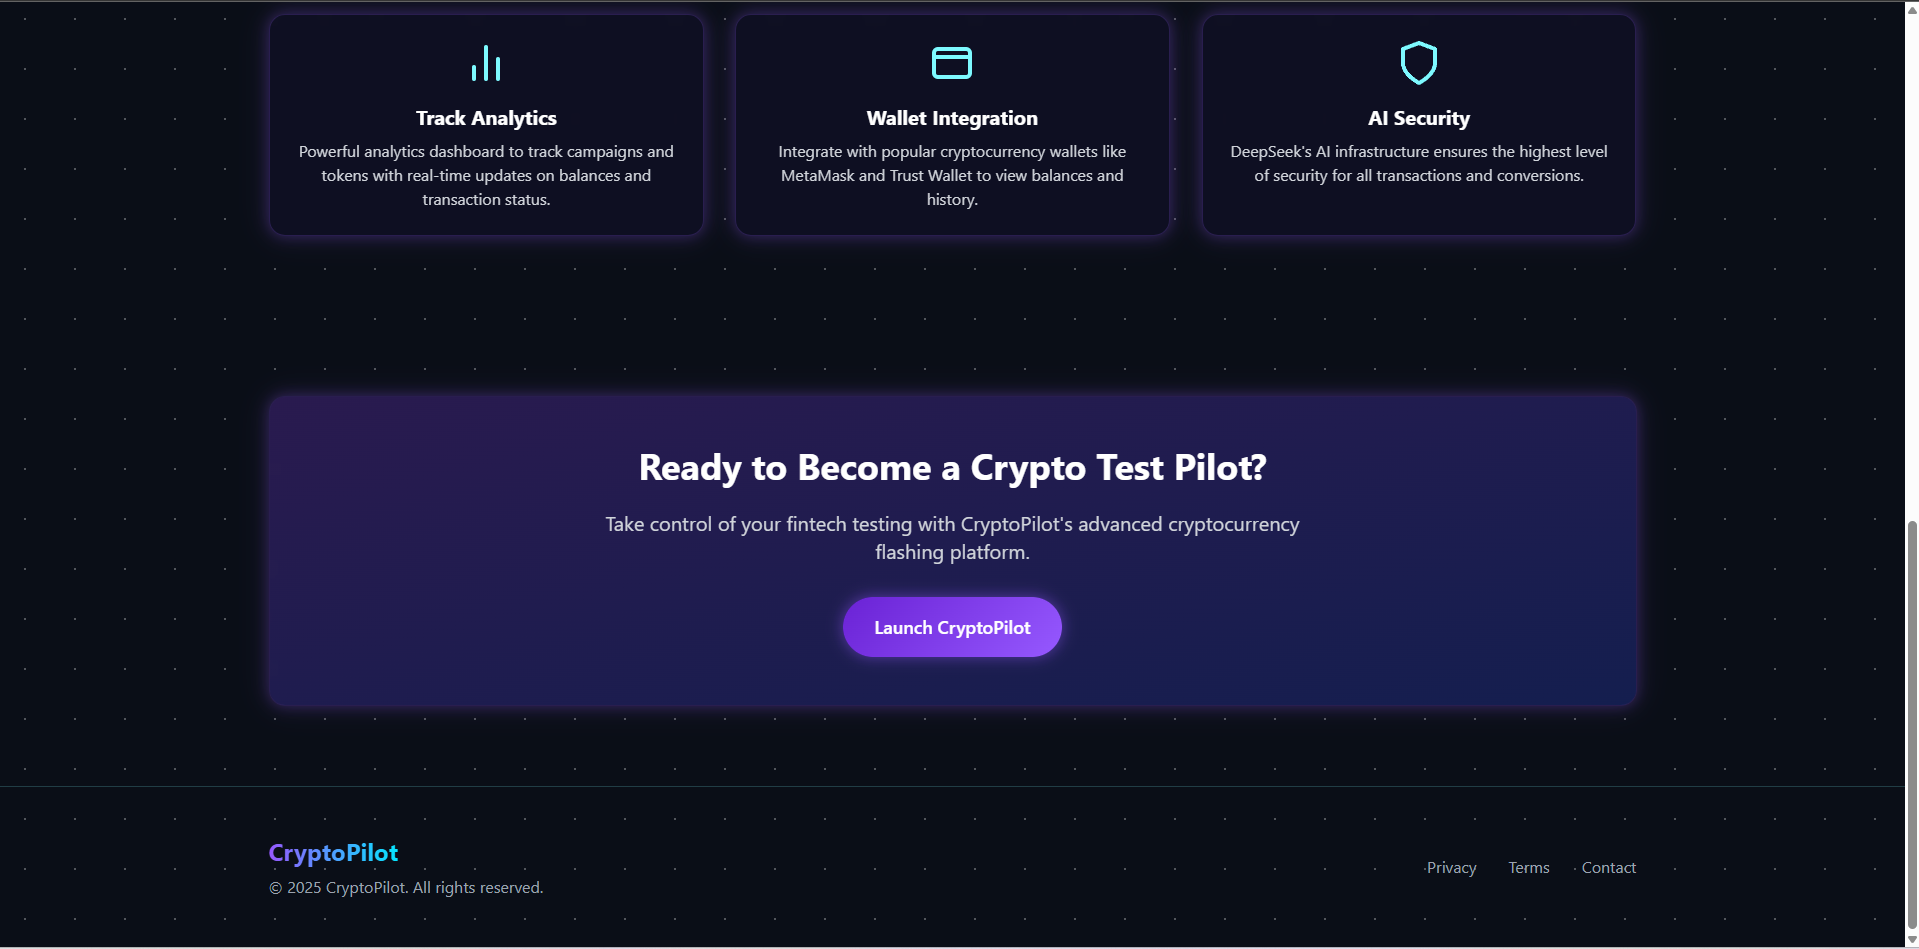 Track Analytics
Powerful analytics dashboard to track campaigns and
tokens with real-time updates on balances and
transaction status.
Wallet Integration
Integrate with popular cryptocurrency wallets like
MetaMask and Trust Wallet to view balances and
history.
AI Security
DeepSeek's AI infrastructure ensures the highest level
of security for all transactions and conversions.
Ready to Become a Crypto Test Pilot?
Take control of your fintech testing with CryptoPilot's advanced cryptocurrency
flashing platform.
Launch CryptoPilot
CryptoPilot
© 2025 CryptoPilot. All rights reserved.
Privacy
Terms
Contact